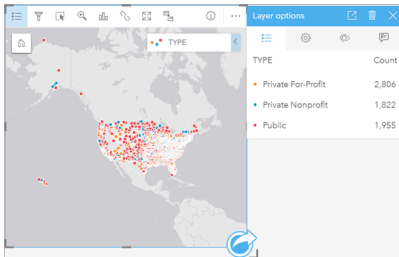 Layer options
TYPE
TYPE Count
Private For-Profit 2,806
Private Nonprofit 1,822
Public 1,955